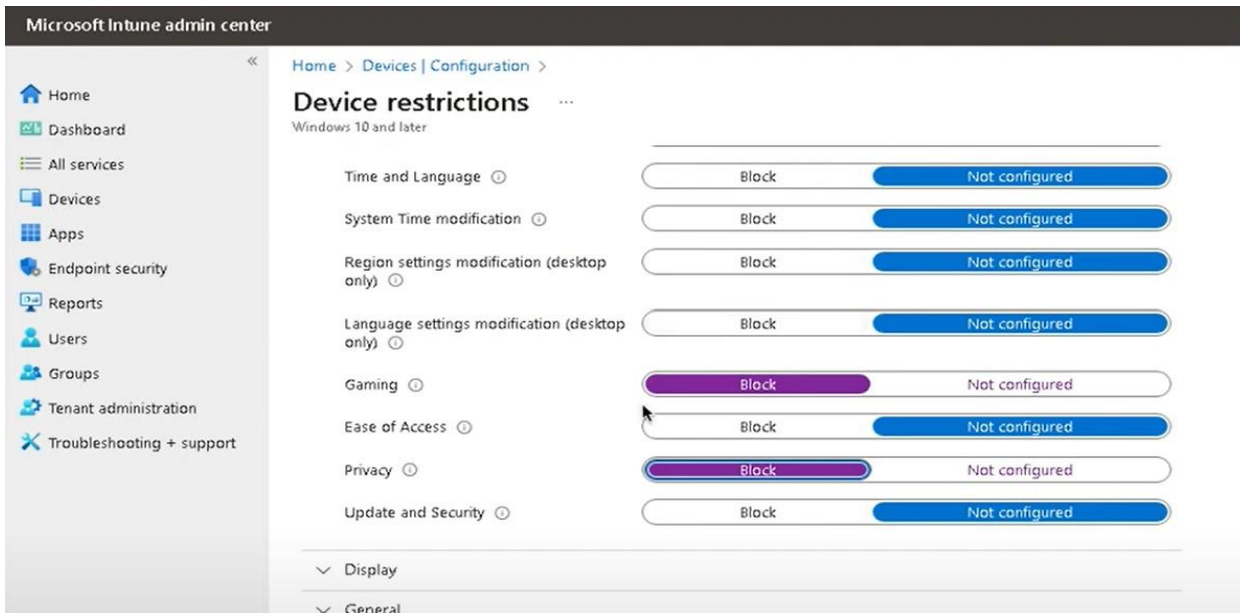 Microsoft Intune admin center
«
Home
Dashboard
All services
Devices
Apps
Endpoint security
Reports
Users
Groups
Tenant administration
Troubleshooting + support
Home > Devices | Configuration >
Device restrictions ...
Windows 10 and later
Time and Language Block Not configured
System Time modification Block Not configured
Region settings modification (desktop
only) Block Not configured
Language settings modification (desktop
only) Block Not configured
Gaming Block Not configured
Ease of Access Block Not configured
Privacy Block Not configured
Update and Security Block Not configured
Display
General